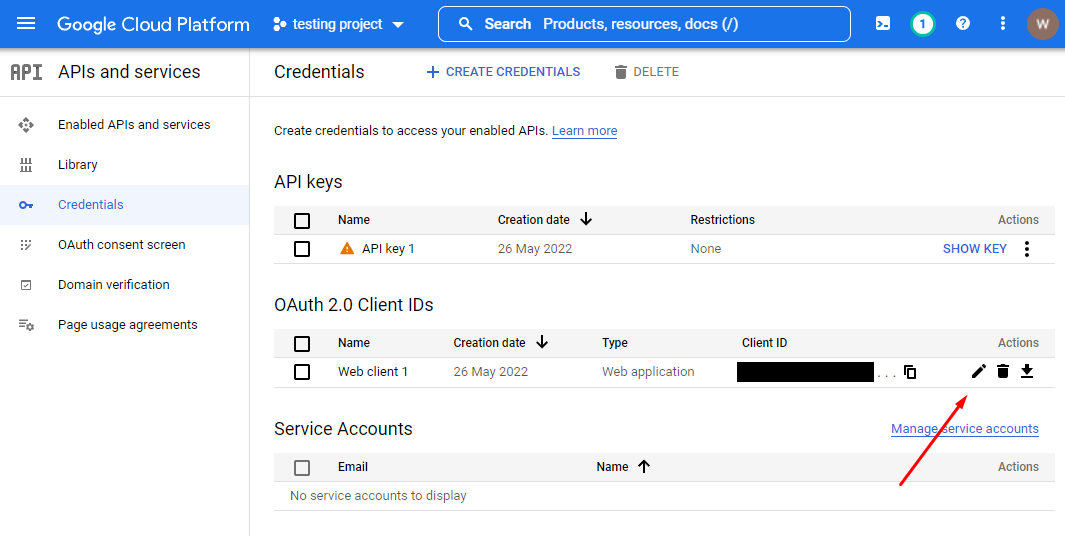 Google Cloud Platform
testing project
Search Products, resources, docs (/)
1
?
W
API APIs and services
Credentials
CREATE CREDENTIALS
DELETE
Enabled APIs and services
Library
Credentials
OAuth consent screen
Domain verification
Page usage agreements
Create credentials to access your enabled APIs. Learn more
API keys
Name Creation date Restrictions Actions
API key 1 26 May 2022 None SHOW KEY
OAuth 2.0 Client IDs
Name Creation date Type Client ID Actions
Web client 1 26 May 2022 Web application ...
Service Accounts
Manage service accounts
Email Name Actions
No service accounts to display